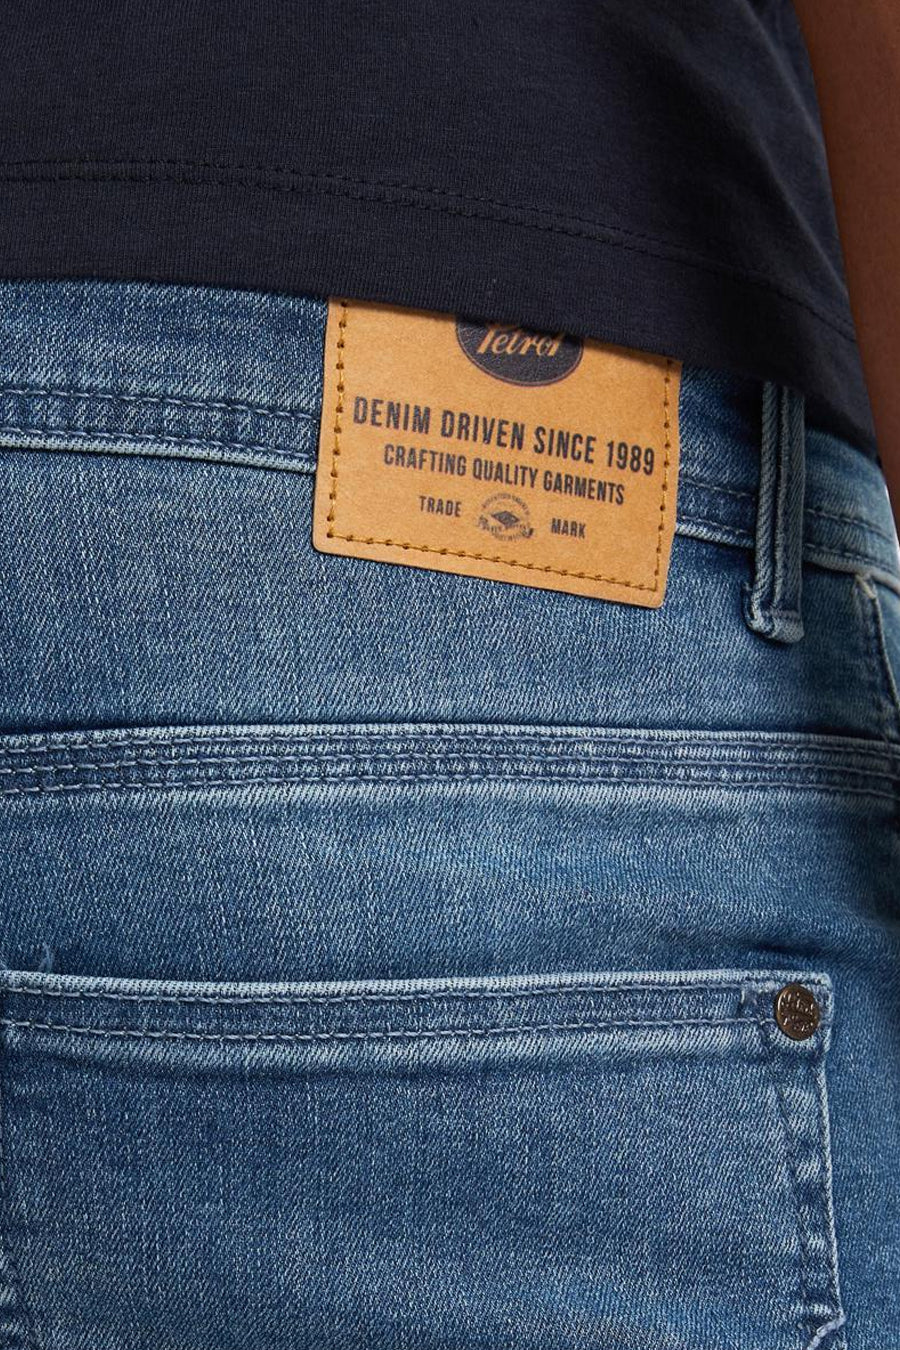 Petrol
DENIM DRIVEN SINCE 1989
CRAFTING QUALITY GARMENTS
TRADE MARK